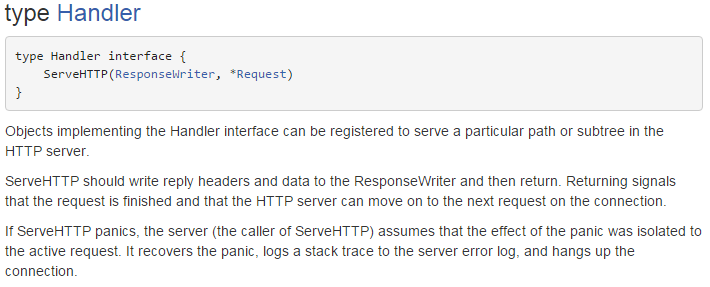 type Handler
type Handler interface {
    ServeHTTP(ResponseWriter, *Request)
}
Objects implementing the Handler interface can be registered to serve a particular path or subtree in the
HTTP server.
ServeHTTP should write reply headers and data to the ResponseWriter and then return. Returning signals
that the request is finished and that the HTTP server can move on to the next request on the connection.
If ServeHTTP panics, the server (the caller of ServeHTTP) assumes that the effect of the panic was isolated to
the active request. It recovers the panic, logs a stack trace to the server error log, and hangs up the
connection.